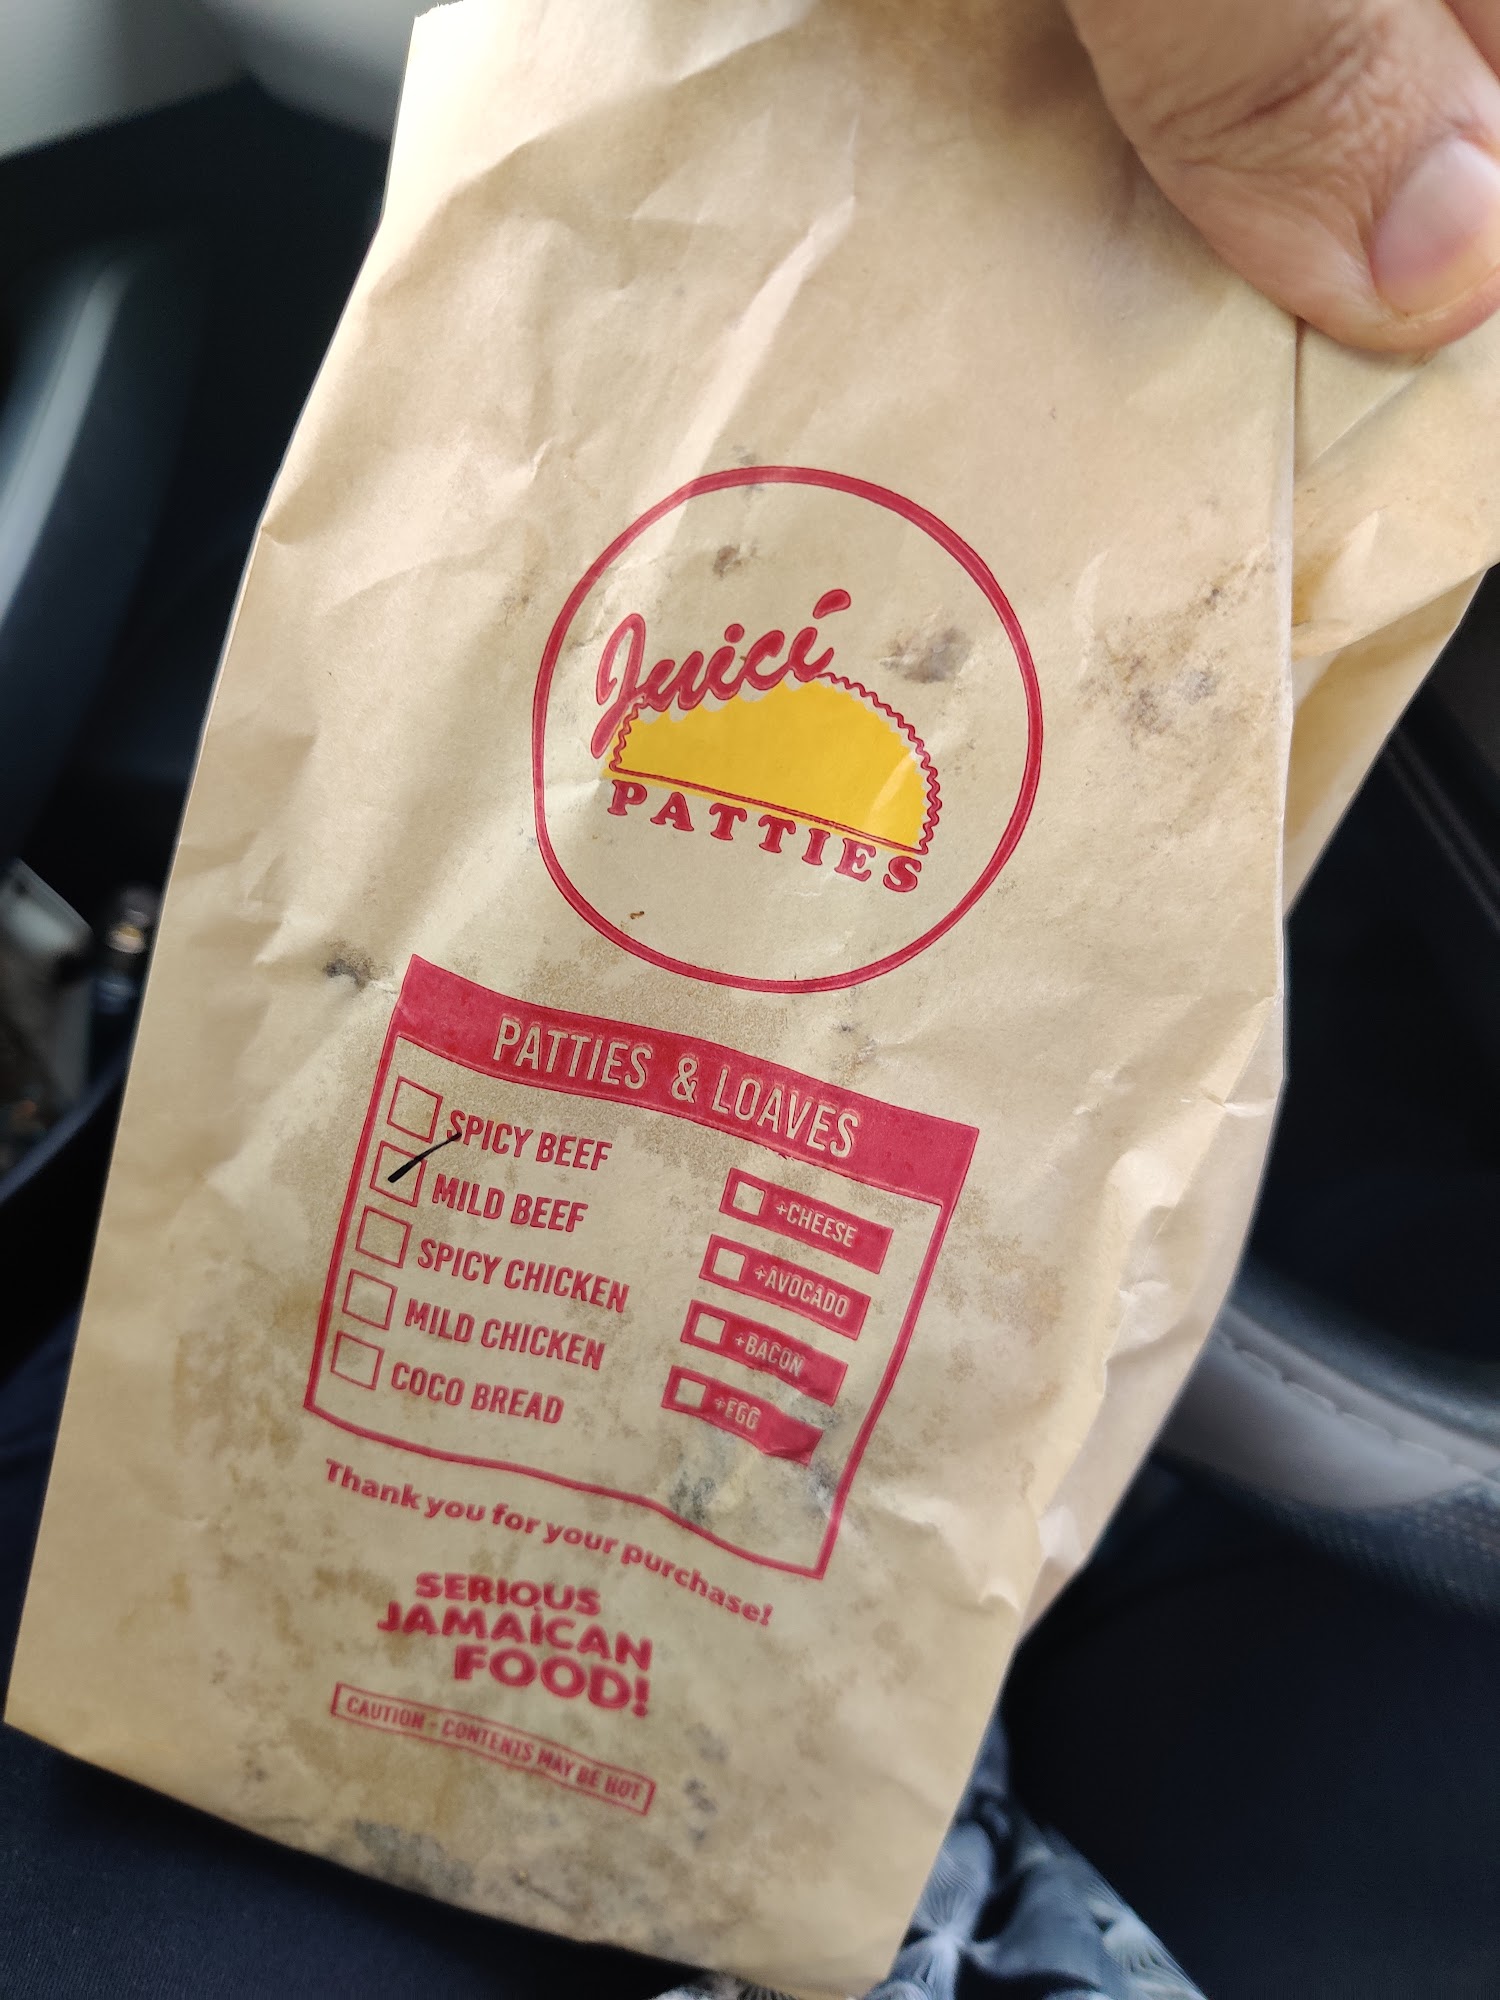 Juici
PATTIES
PATTIES & LOAVES
SPICY BEEF
MILD BEEF
SPICY CHICKEN
MILD CHICKEN
COCO BREAD
+CHEESE
+AVOCADO
+BACON
+EGG
Thank you for your purchase!
SERIOUS
JAMAICAN
FOOD!
CAUTION - CONTENTS MAY BE HOT